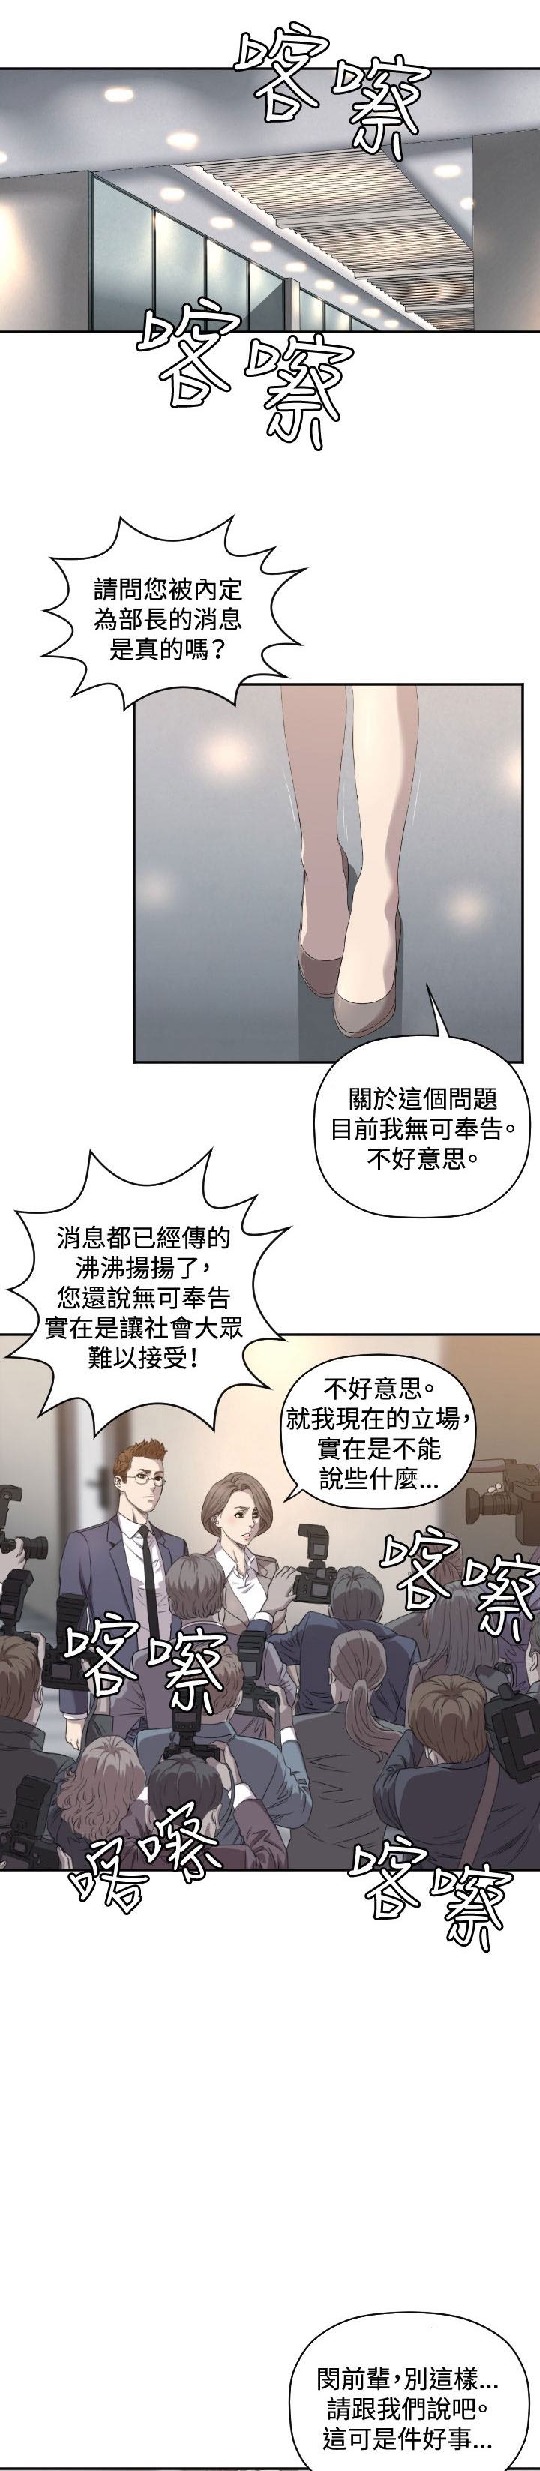 喀嚓
喀嚓
請問您被內定
為部長的消息
是真的嗎？
關於這個問題
目前我無可奉告。
不好意思。
消息都已經傳的
沸沸揚揚了，
您還說無可奉告
實在是讓社會大眾
難以接受！
不好意思。
就我現在的立場，
實在是不能
說些什麼…
喀嚓
喀嚓
喀嚓
喀嚓
閔前輩，別這樣…
請跟我們說吧。
這可是件好事…